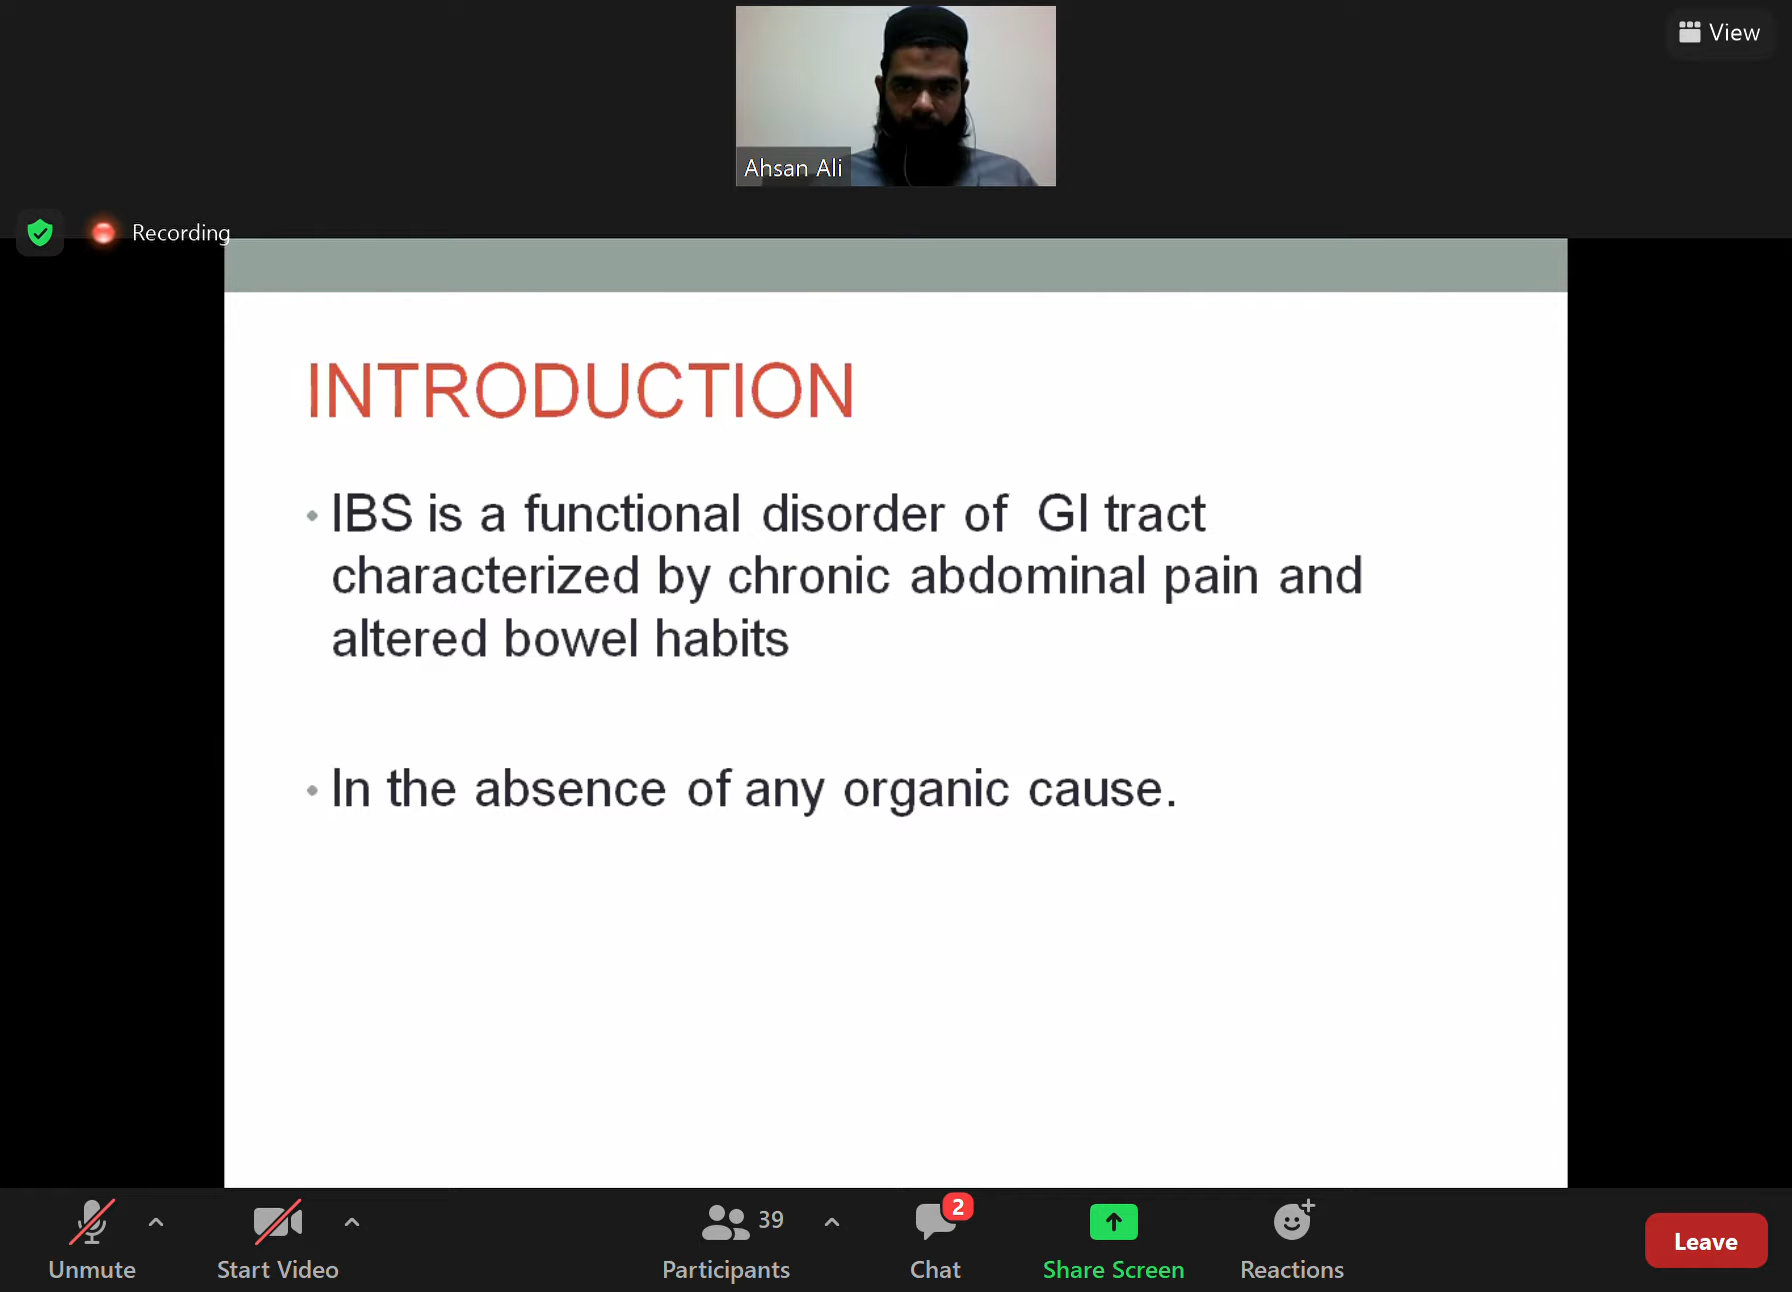 View
Ahsan Ali
Recording
INTRODUCTION
• IBS is a functional disorder of GI tract
characterized by chronic abdominal pain and
altered bowel habits
• In the absence of any organic cause.
Unmute
Start Video
39
Participants
2
Chat
Share Screen
Reactions
Leave